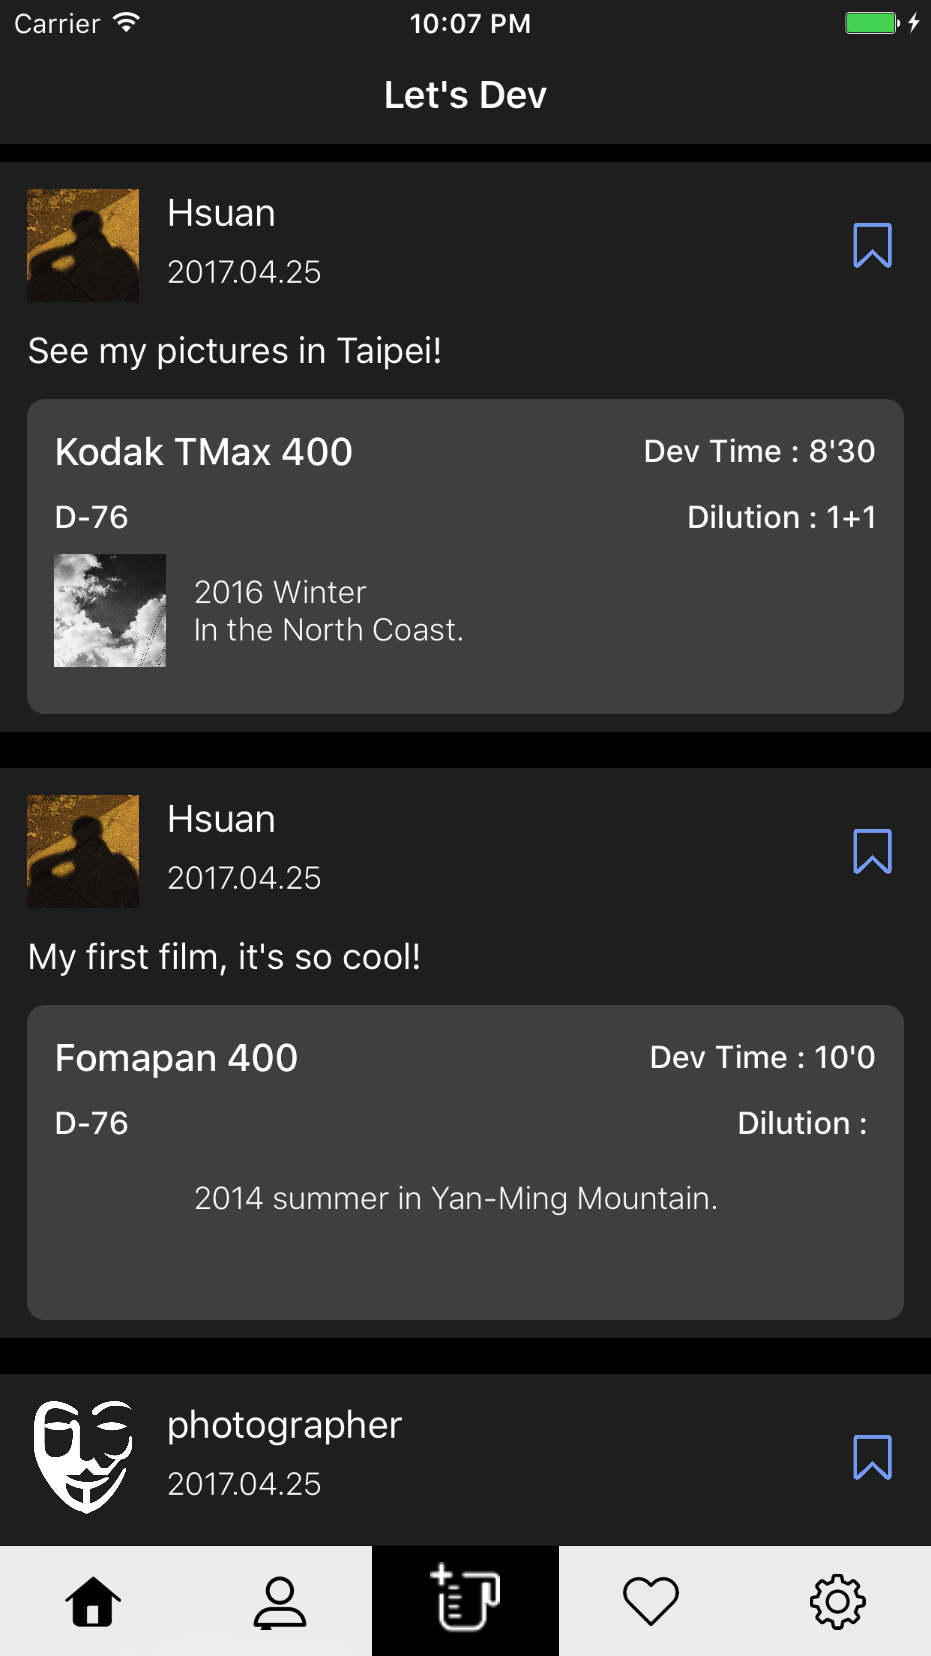 Carrier 10:07 PM
Let's Dev
Hsuan
2017.04.25
See my pictures in Taipei!
Kodak TMax 400 Dev Time : 8'30
D-76 Dilution : 1+1
2016 Winter
In the North Coast.
Hsuan
2017.04.25
My first film, it's so cool!
Fomapan 400 Dev Time : 10'0
D-76 Dilution :
2014 summer in Yan-Ming Mountain.
photographer
2017.04.25